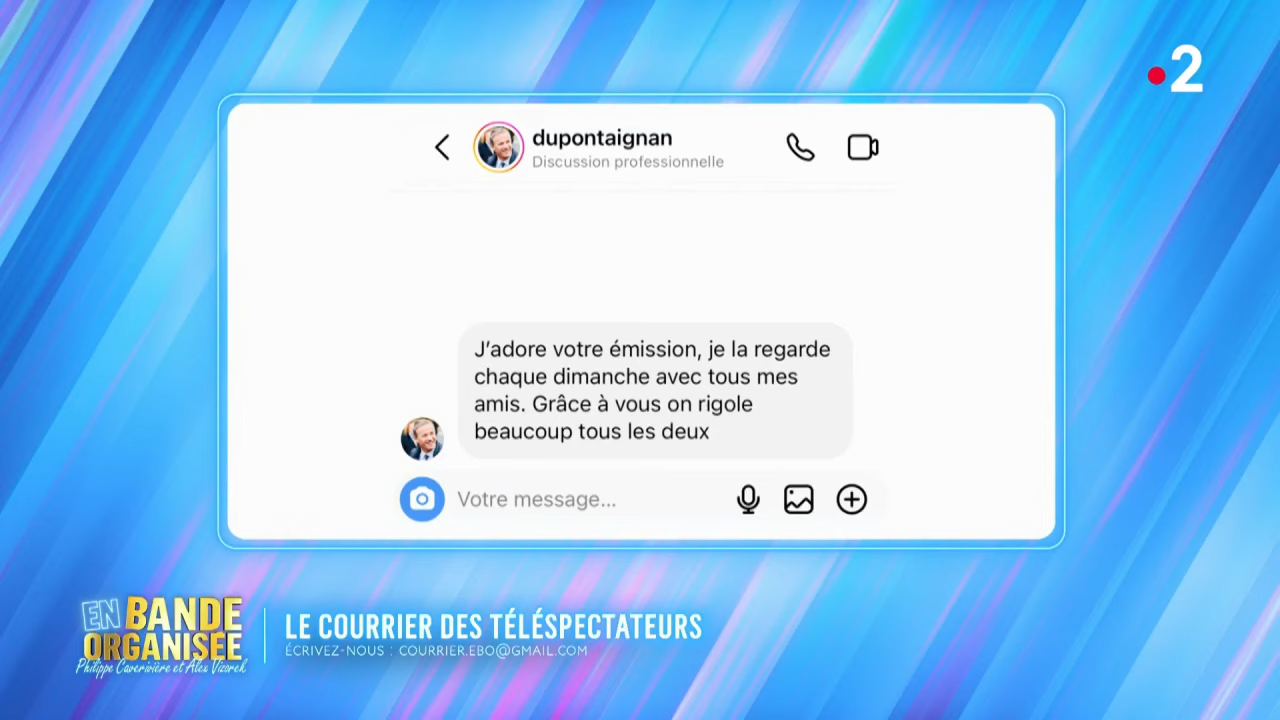 2
dupontaignan
Discussion professionnelle
J’adore votre émission, je la regarde
chaque dimanche avec tous mes
amis. Grâce à vous on rigole
beaucoup tous les deux
Votre message...
EN BANDE
ORGANISÉE
Philippe Caverivière et Alex Vizorek
LE COURRIER DES TÉLÉSPECTATEURS
ÉCRIVEZ-NOUS : COURRIER.EBO@GMAIL.COM